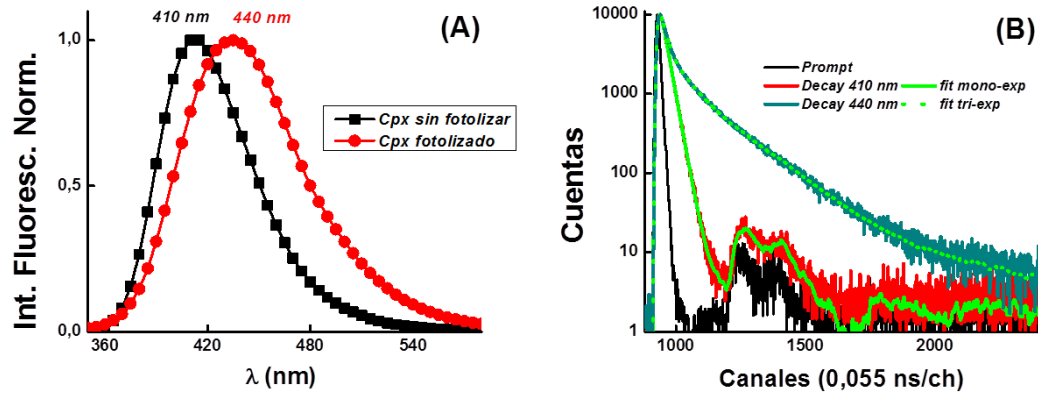 410 nm 440 nm
(A)
Cpx sin fotolizar
Cpx fotolizado
Int. Fluoresc. Norm.
1,0
0,5
0,0
360 420 480 540
λ (nm)
(B)
Prompt
Decay 410 nm fit mono-exp
Decay 440 nm fit tri-exp
Cuentas
10000
1000
100
10
1
1000 1500 2000
Canales (0,055 ns/ch)